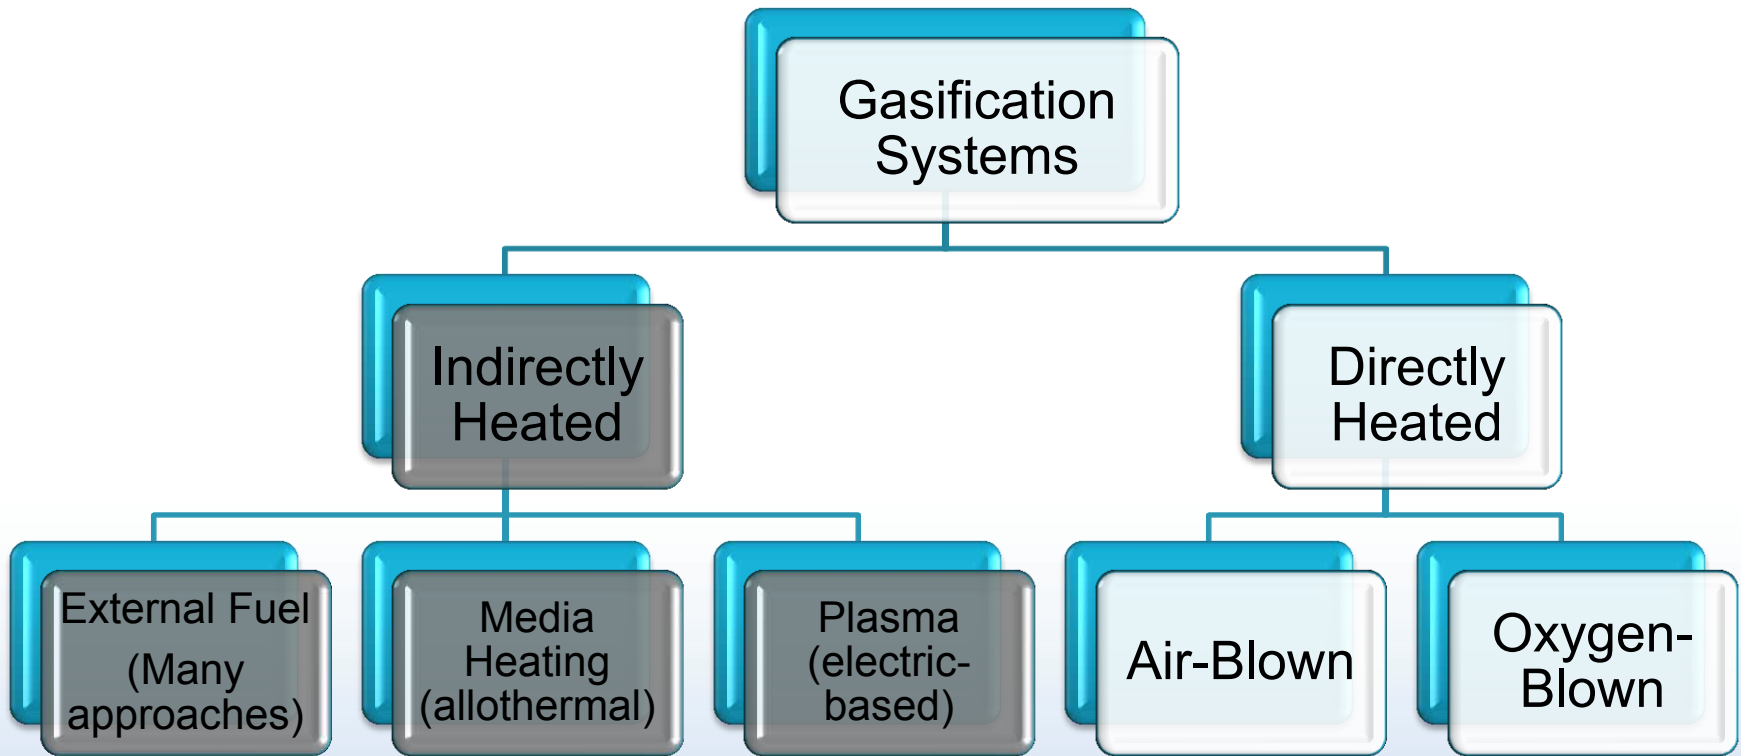 Gasification
Systems
Indirectly
Heated
Directly
Heated
External Fuel
(Many
approaches)
Media
Heating
(allothermal)
Plasma
(electric-
based)
Air-Blown
Oxygen-
Blown